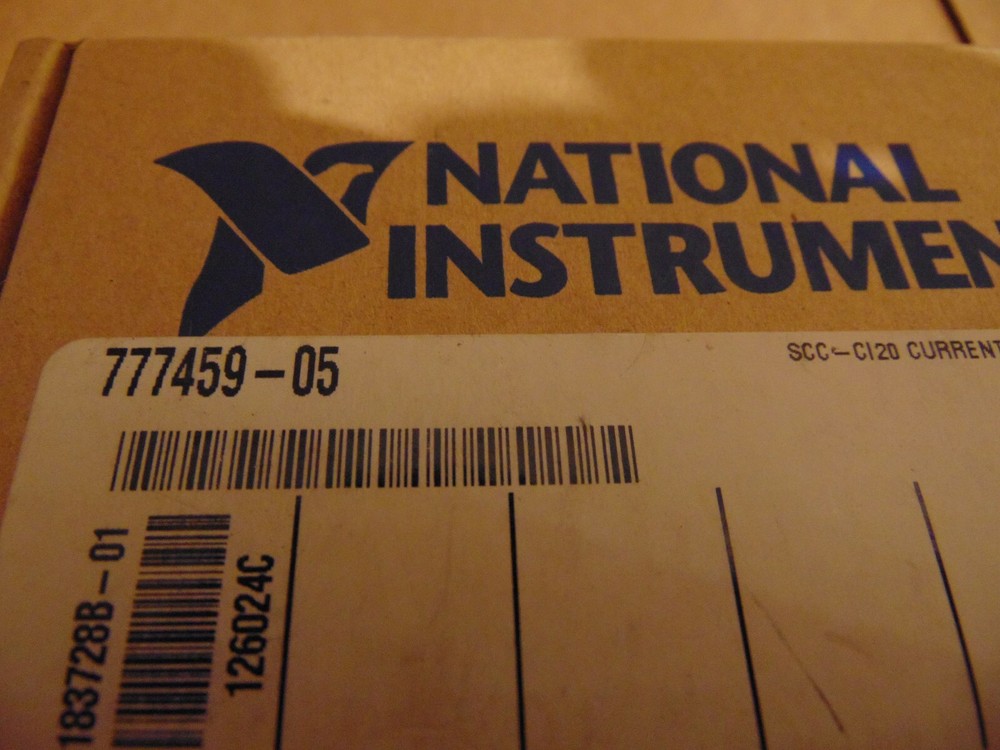 NATIONAL
INSTRUMEN
777459-05
SCC-CI20 CURRENT
183728B-01
126024C